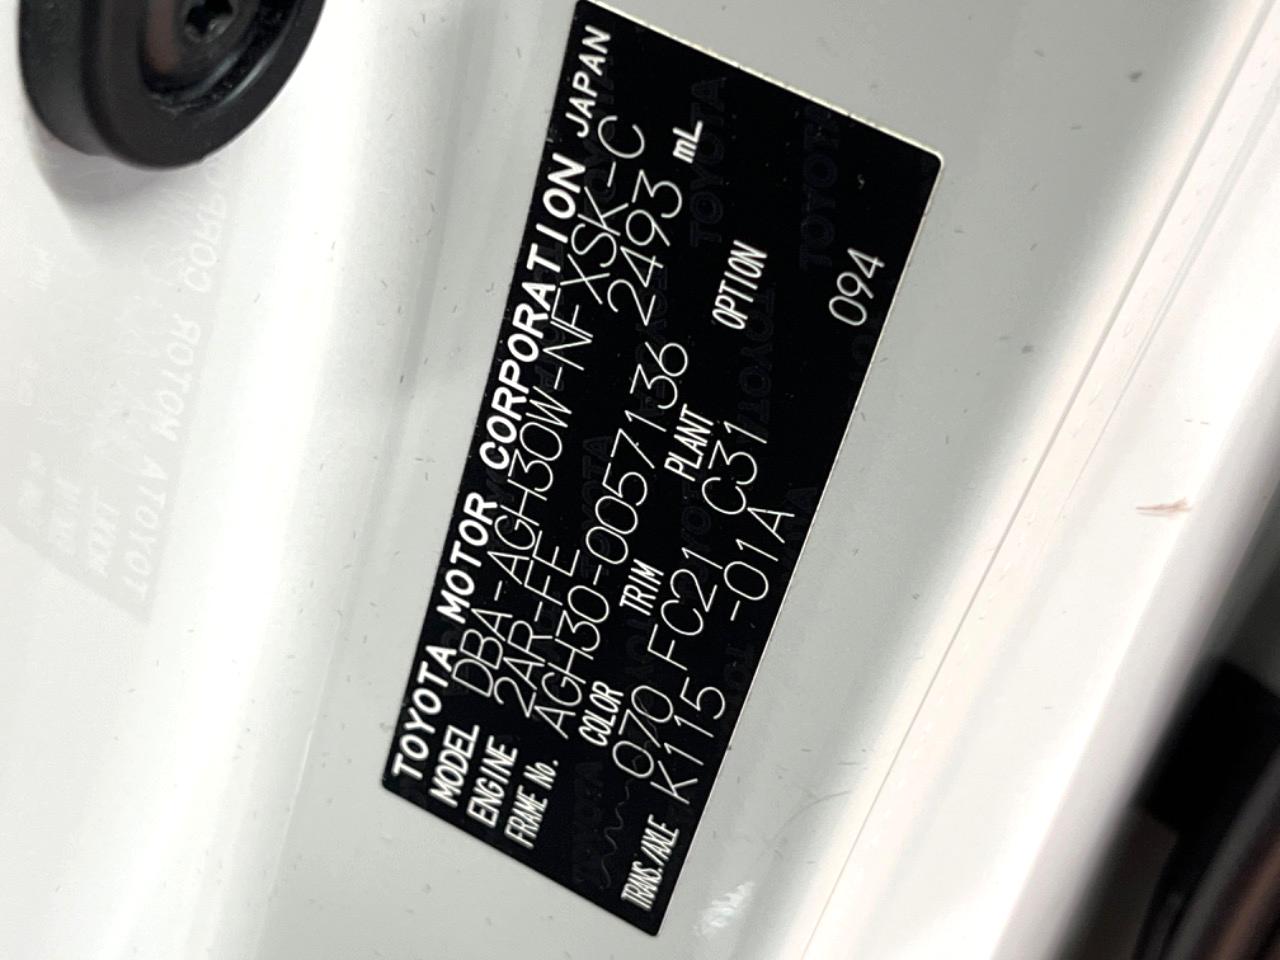 TOYOTA MOTOR CORPORATION JAPAN
MODEL DBA-AGH30W-NFXSK-C
ENGINE 2AR-FE 2493 mL
FRAME No. AGH30-0057136
COLOR TRIM PLANT OPTION
070 FC21 C31 094
TRANS./AXLE K115 -01A